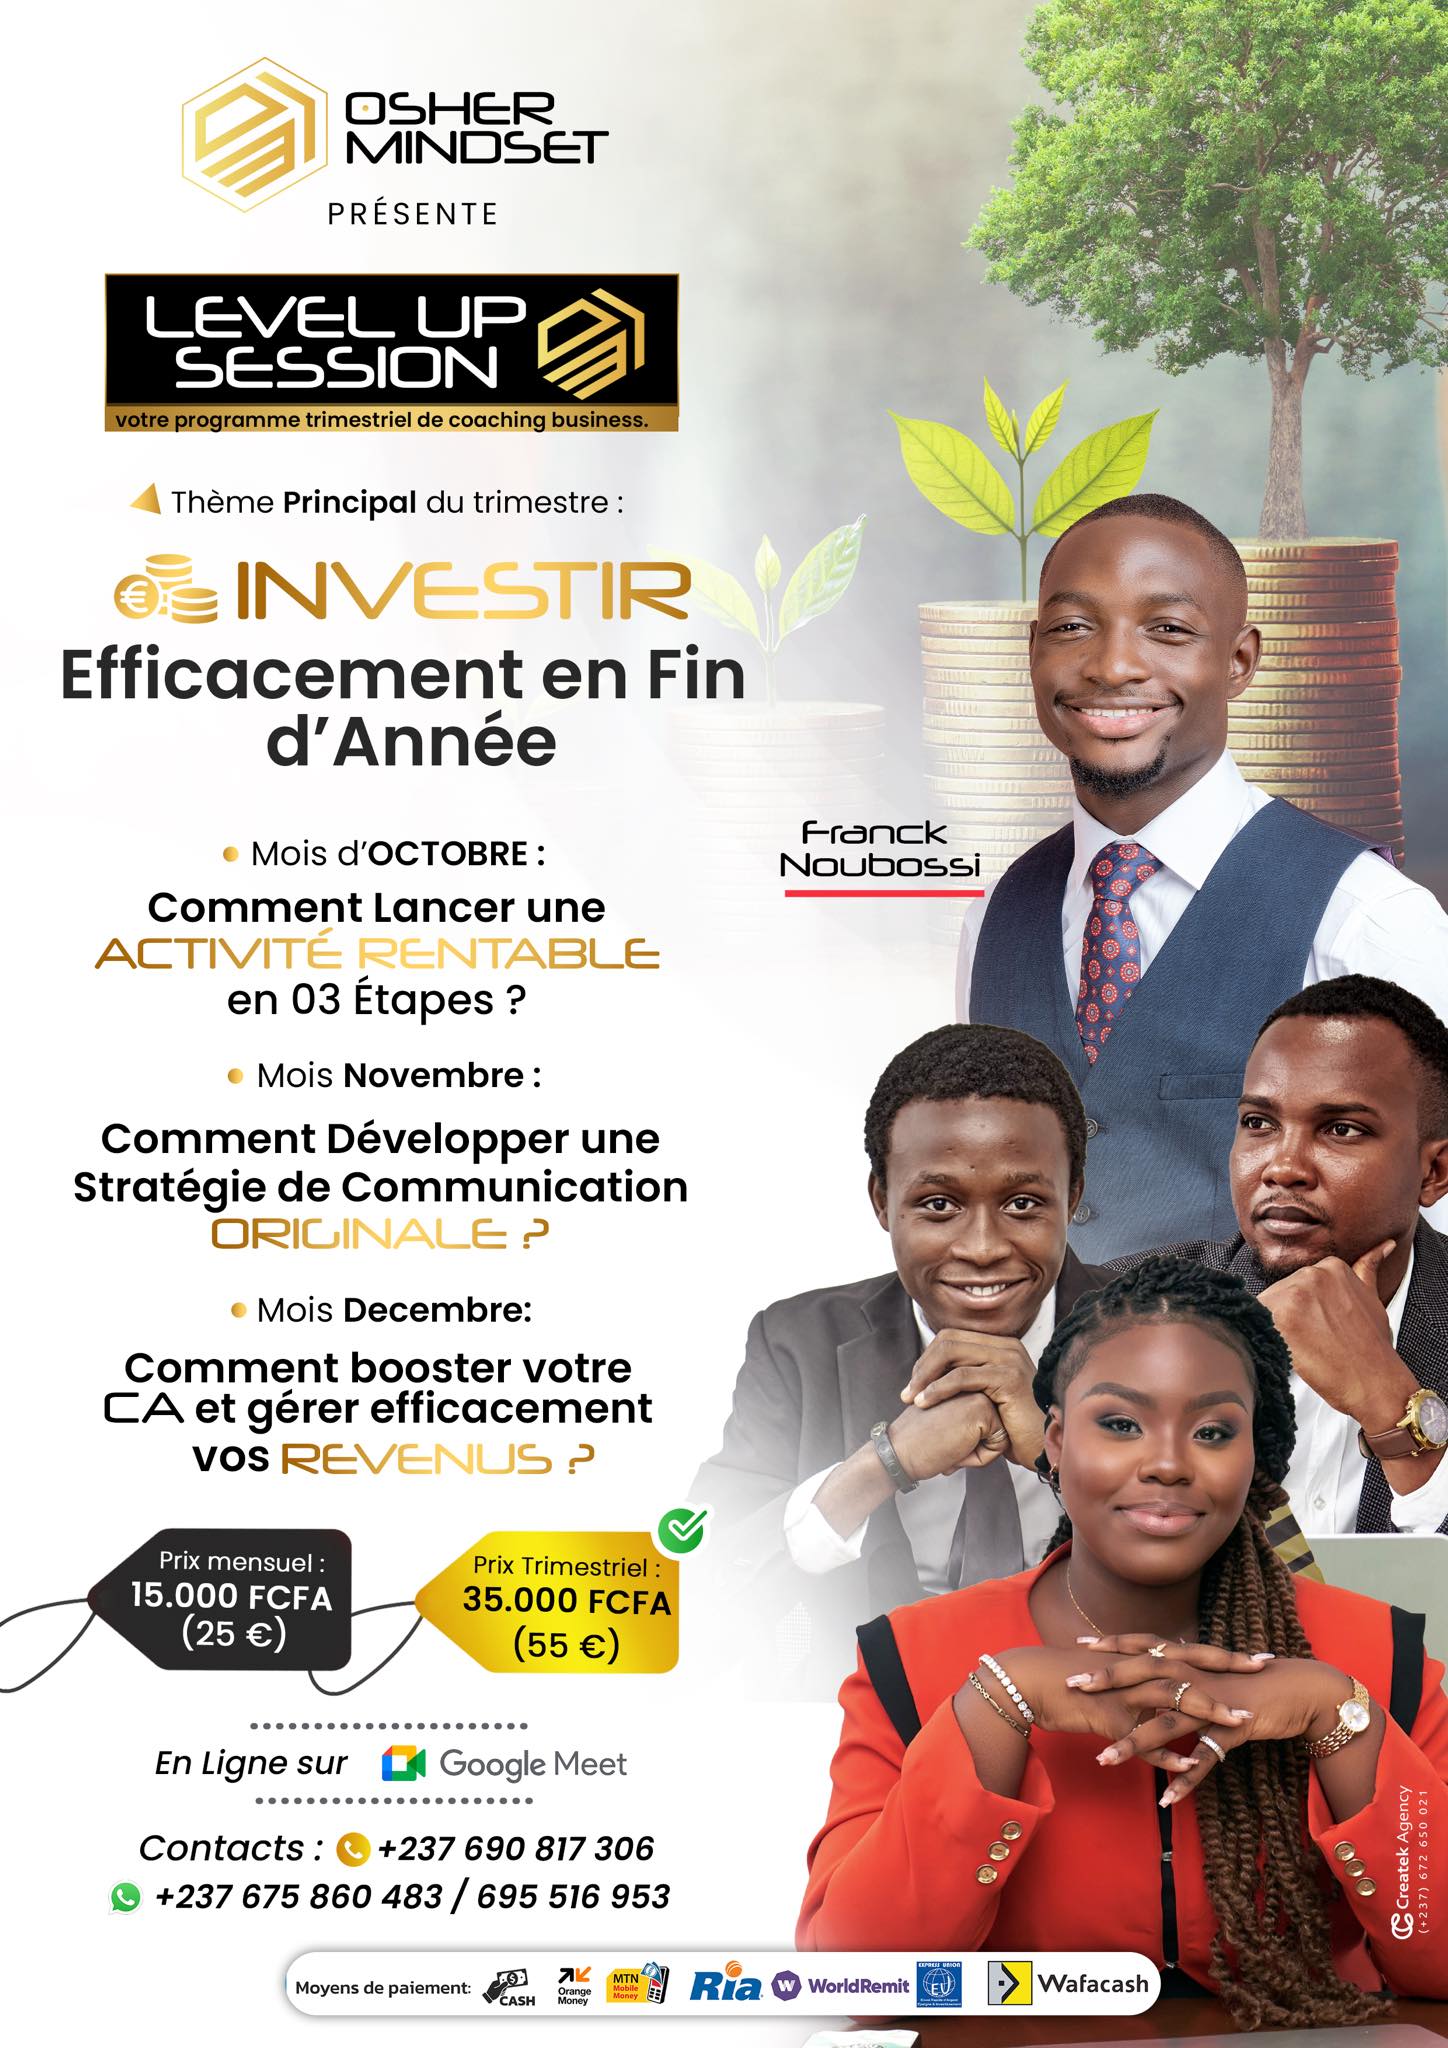 OSHER
MINDSET
PRÉSENTE
LEVEL UP
SESSION
votre programme trimestriel de coaching business.
Thème Principal du trimestre :
€ INVESTIR
Efficacement en Fin
d'Année
• Mois d'OCTOBRE :
Comment Lancer une
ACTIVITÉ RENTABLE
en 03 Étapes ?
• Mois Novembre :
Comment Développer une
Stratégie de Communication
ORIGINALE ?
• Mois Decembre:
Comment booster votre
CA et gérer efficacement
vos REVENUS ?
Franck
Noubossi
Prix mensuel :
15.000 FCFA
(25 €)
Prix Trimestriel :
35.000 FCFA
(55 €)
En Ligne sur Google Meet
Contacts : +237 690 817 306
+237 675 860 483 / 695 516 953
Createk Agency
(+237) 672 650 021
Moyens de paiement:
CASH
Orange
Money
MTN
Mobile
Money
Ria
W WorldRemit
EXPRESS UNION
EU
Wafacash